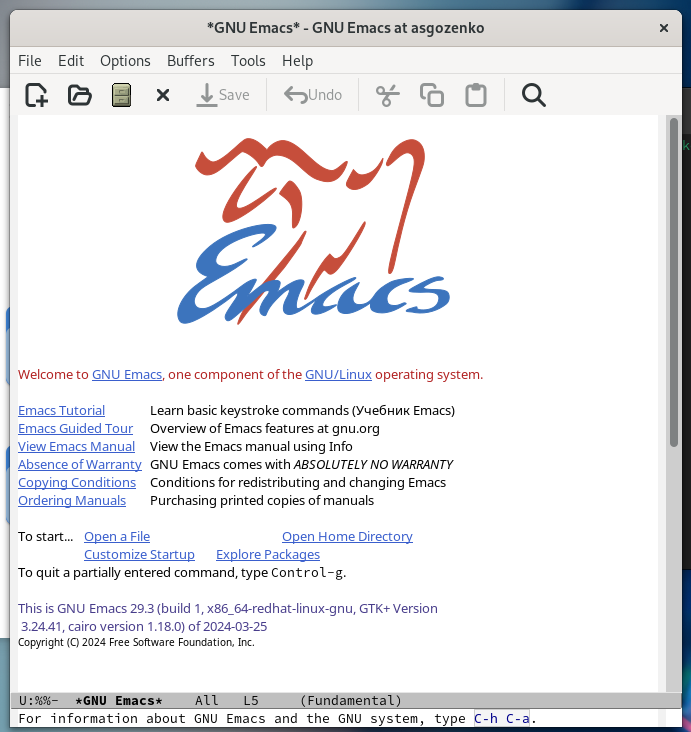 *GNU Emacs* - GNU Emacs at asgozenko
File Edit Options Buffers Tools Help
Save Undo
Emacs
Welcome to GNU Emacs, one component of the GNU/Linux operating system.
Emacs Tutorial Learn basic keystroke commands (Учебник Emacs)
Emacs Guided Tour Overview of Emacs features at gnu.org
View Emacs Manual View the Emacs manual using Info
Absence of Warranty GNU Emacs comes with ABSOLUTELY NO WARRANTY
Copying Conditions Conditions for redistributing and changing Emacs
Ordering Manuals Purchasing printed copies of manuals
To start... Open a File Open Home Directory
Customize Startup Explore Packages
To quit a partially entered command, type Control-g.
This is GNU Emacs 29.3 (build 1, x86_64-redhat-linux-gnu, GTK+ Version
3.24.41, cairo version 1.18.0) of 2024-03-25
Copyright (C) 2024 Free Software Foundation, Inc.
U:%%- *GNU Emacs* All L5 (Fundamental)
For information about GNU Emacs and the GNU system, type C-h C-a.